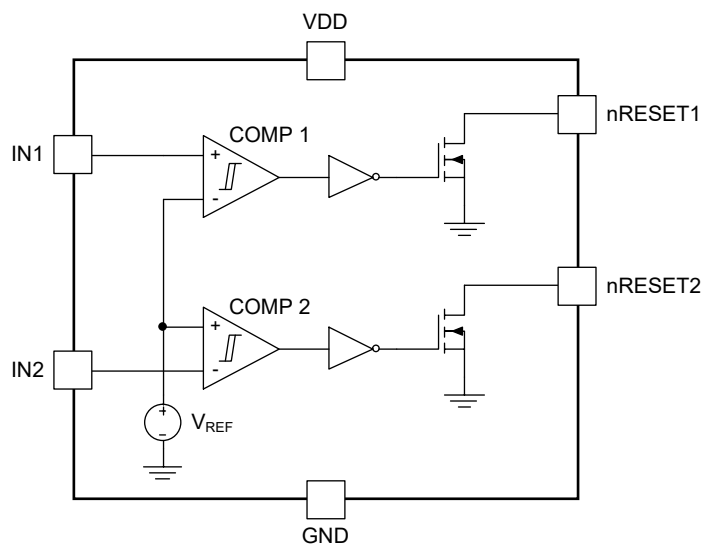 VDD
nRESET1
COMP 1
IN1
+
-
nRESET2
COMP 2
+
IN2
-
+
VREF
-
GND